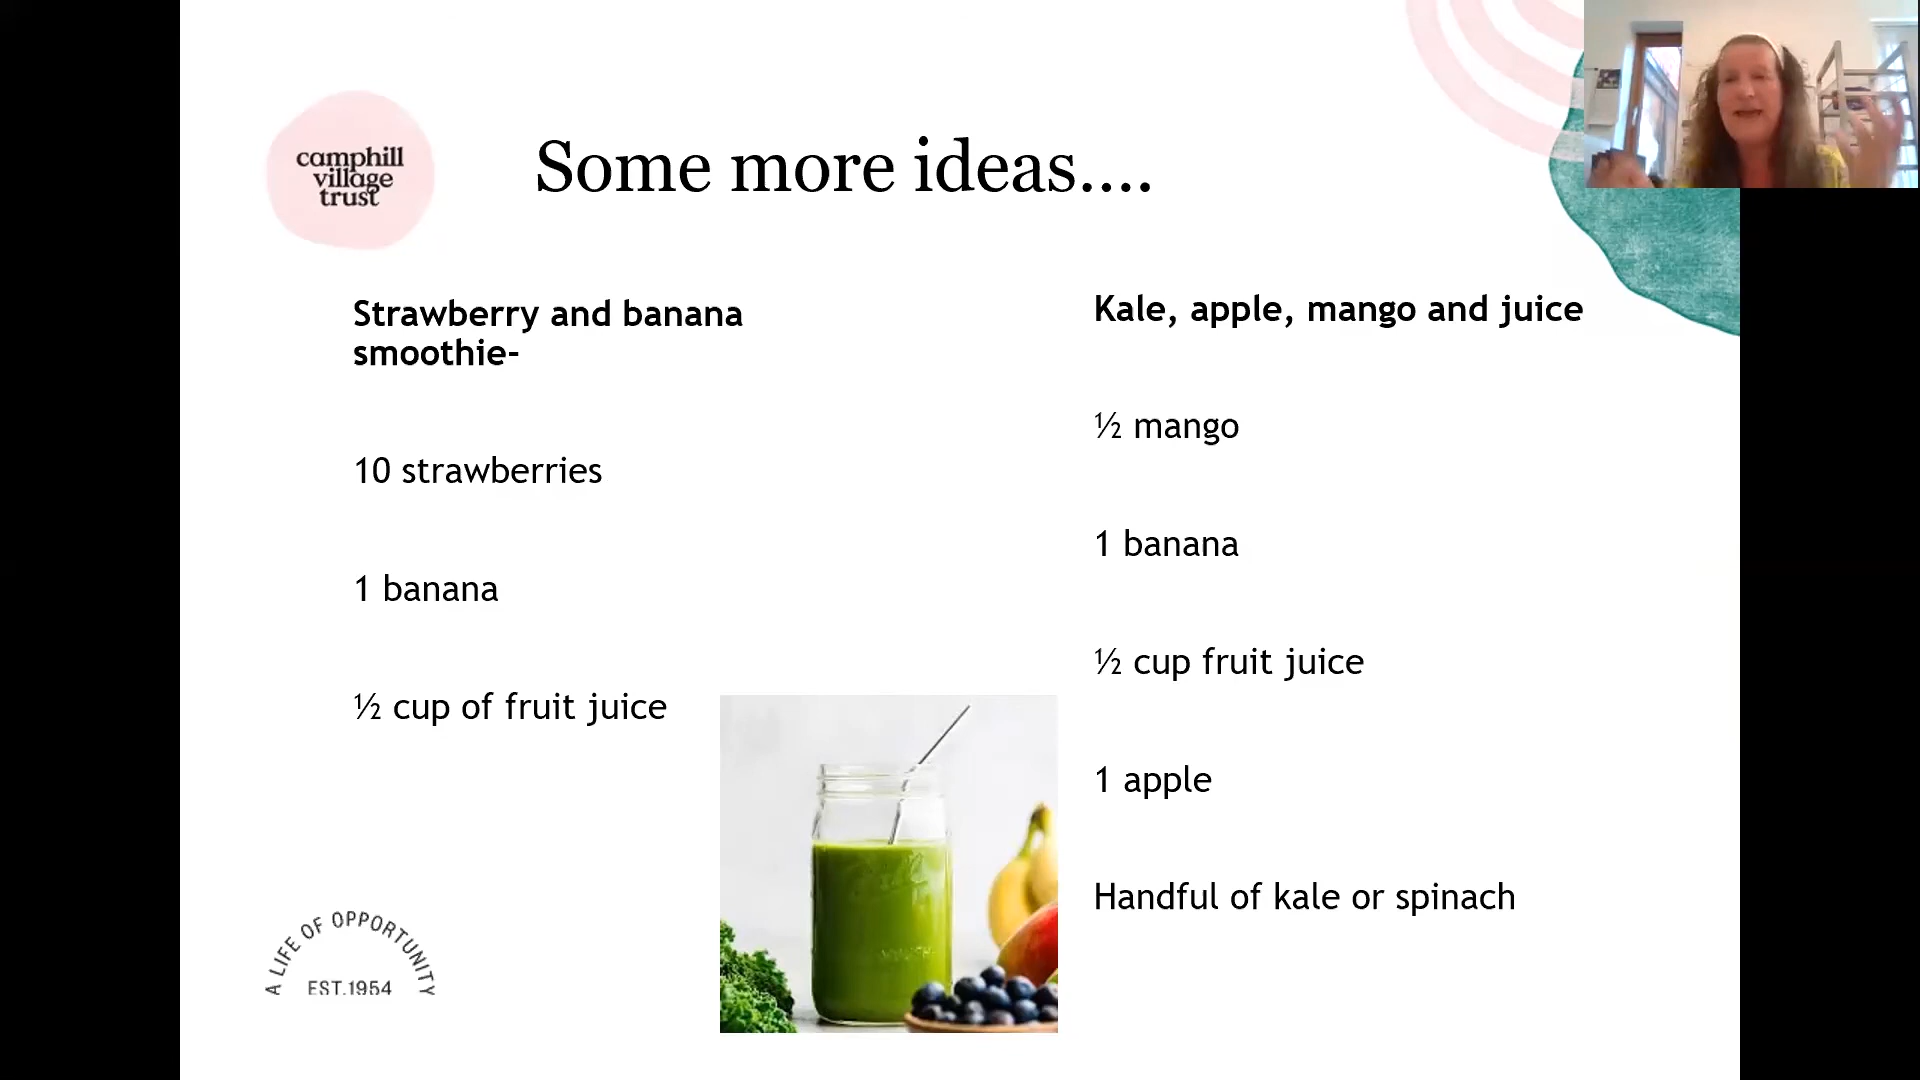 camphill
village
trust
Some more ideas....
Strawberry and banana
smoothie-
10 strawberries
1 banana
½ cup of fruit juice
Kale, apple, mango and juice
½ mango
1 banana
½ cup fruit juice
1 apple
Handful of kale or spinach
A LIFE OF OPPORTUNITY
EST.1954